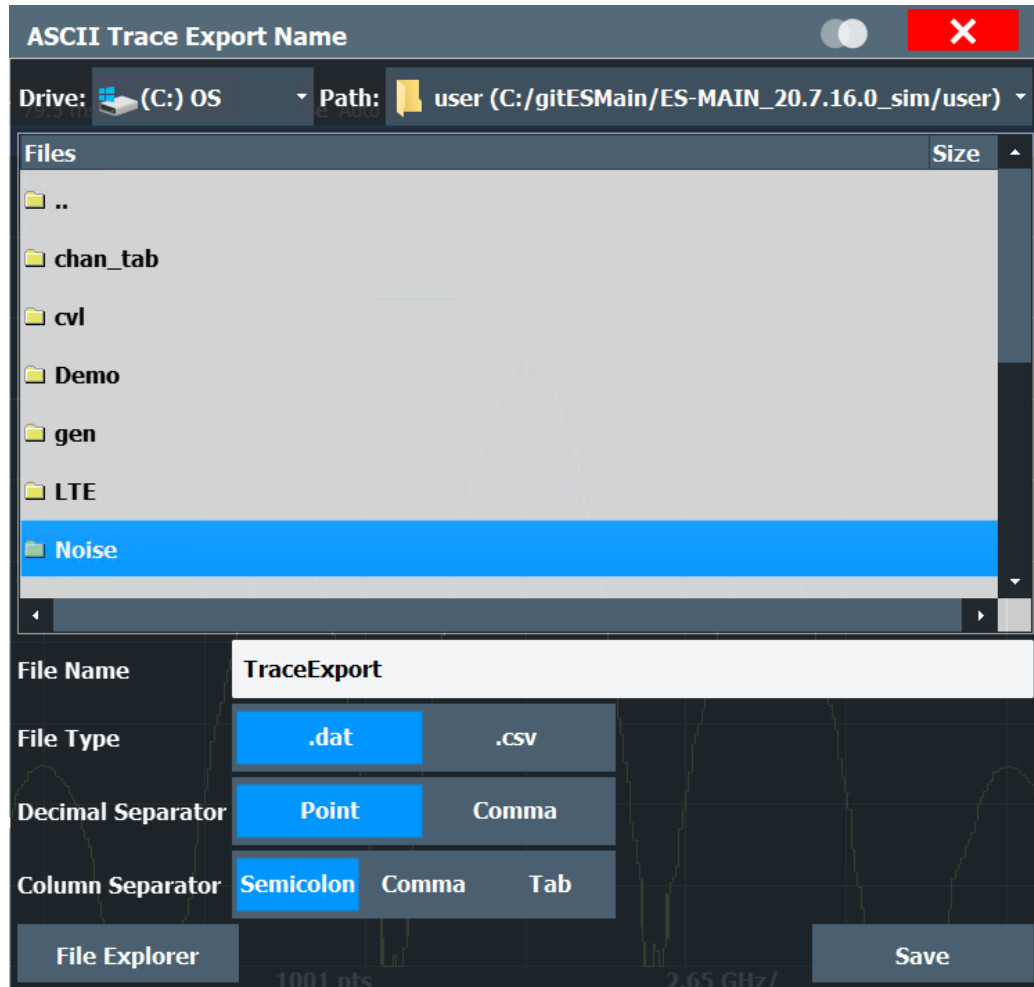 ASCII Trace Export Name
Drive: (C:) OS Path: user (C:/gitESMain/ES-MAIN_20.7.16.0_sim/user)
Files Size
..
chan_tab
cvl
Demo
gen
LTE
Noise
File Name TraceExport
File Type .dat .csv
Decimal Separator Point Comma
Column Separator Semicolon Comma Tab
File Explorer Save
1001 pts 2.65 GHz/